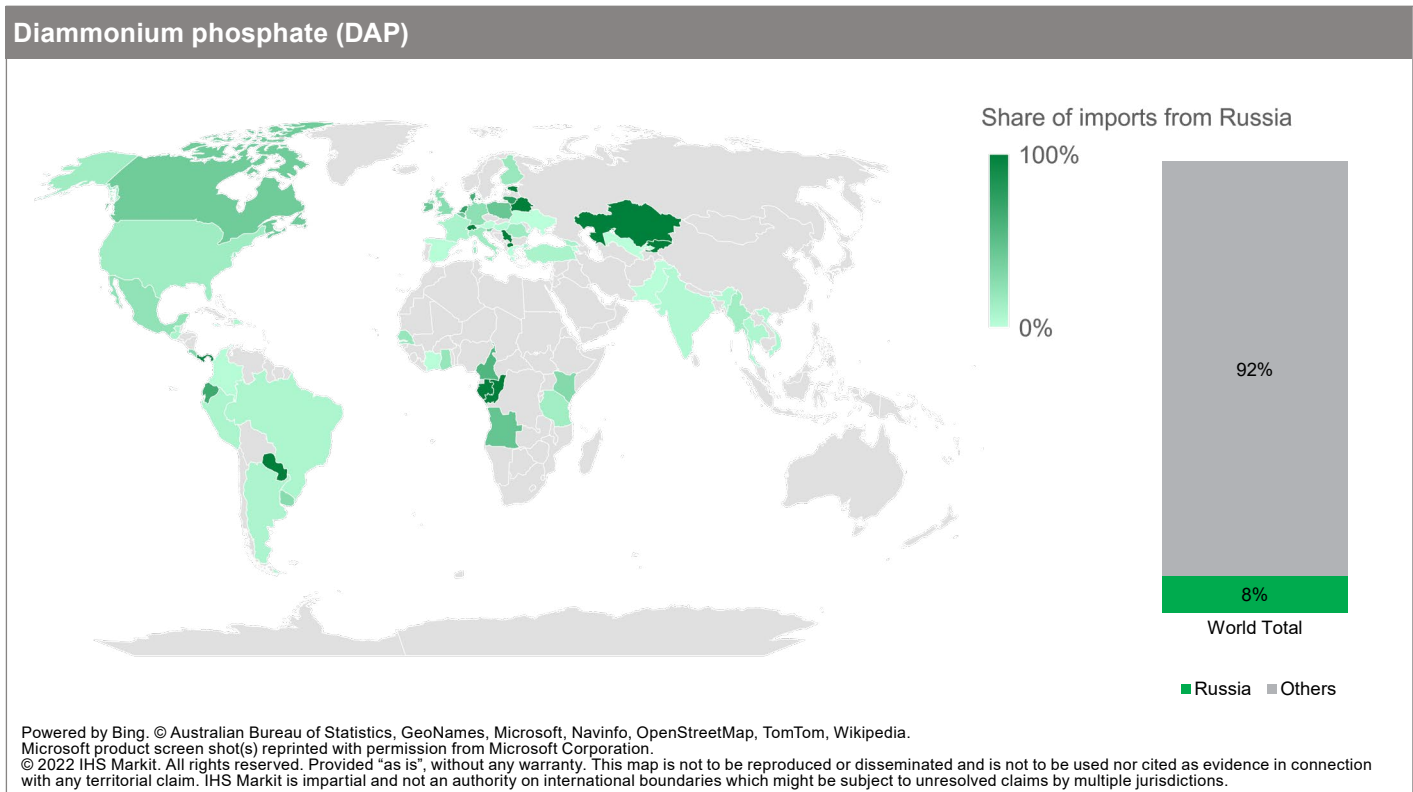 Diammonium phosphate (DAP)
Share of imports from Russia
100%
0%
92%
8%
World Total
Russia Others
Powered by Bing. © Australian Bureau of Statistics, GeoNames, Microsoft, Navinfo, OpenStreetMap, TomTom, Wikipedia.
Microsoft product screen shot(s) reprinted with permission from Microsoft Corporation.
© 2022 IHS Markit. All rights reserved. Provided “as is”, without any warranty. This map is not to be reproduced or disseminated and is not to be used nor cited as evidence in connection
with any territorial claim. IHS Markit is impartial and not an authority on international boundaries which might be subject to unresolved claims by multiple jurisdictions.